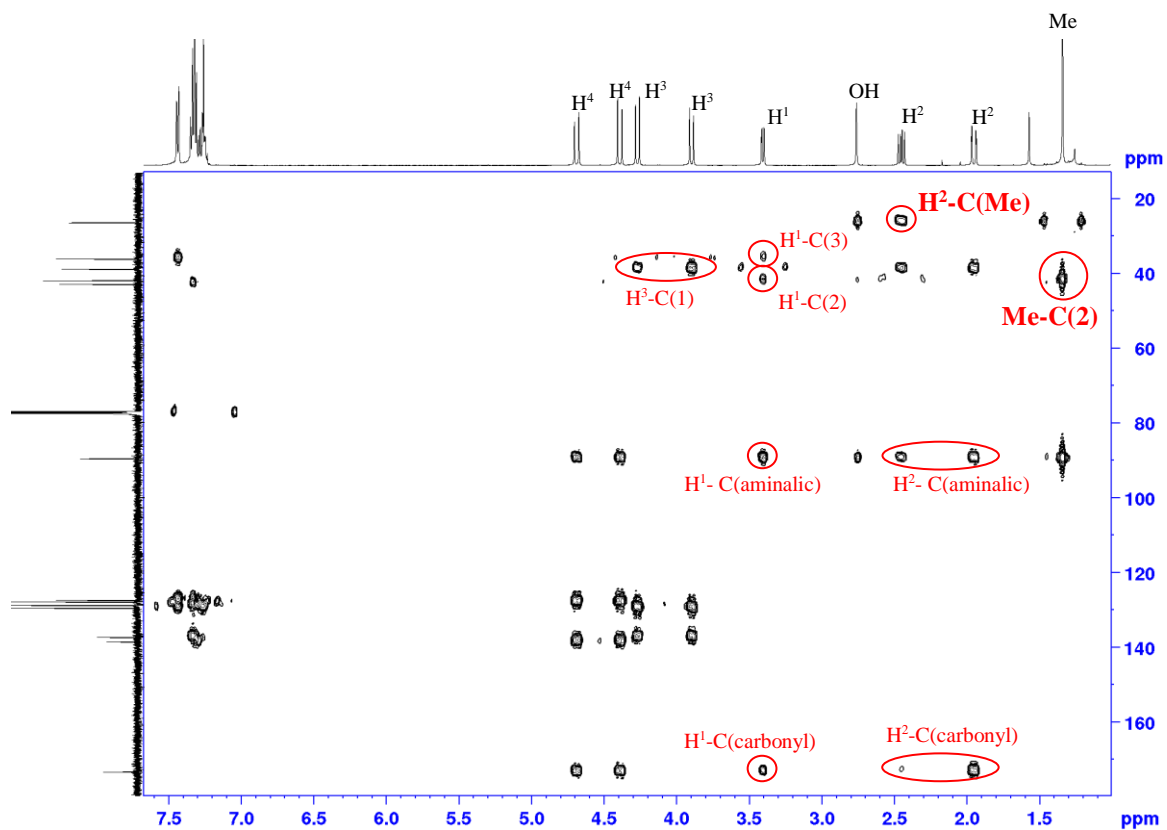 Me
H⁴ H⁴ H³ H³ H¹ OH H² H²
ppm
H²-C(Me)
H¹-C(3)
H³-C(1)
H¹-C(2)
Me-C(2)
H¹- C(aminalic)
H²- C(aminalic)
H¹-C(carbonyl)
H²-C(carbonyl)
20
40
60
80
100
120
140
160
7.5 7.0 6.5 6.0 5.5 5.0 4.5 4.0 3.5 3.0 2.5 2.0 1.5 ppm